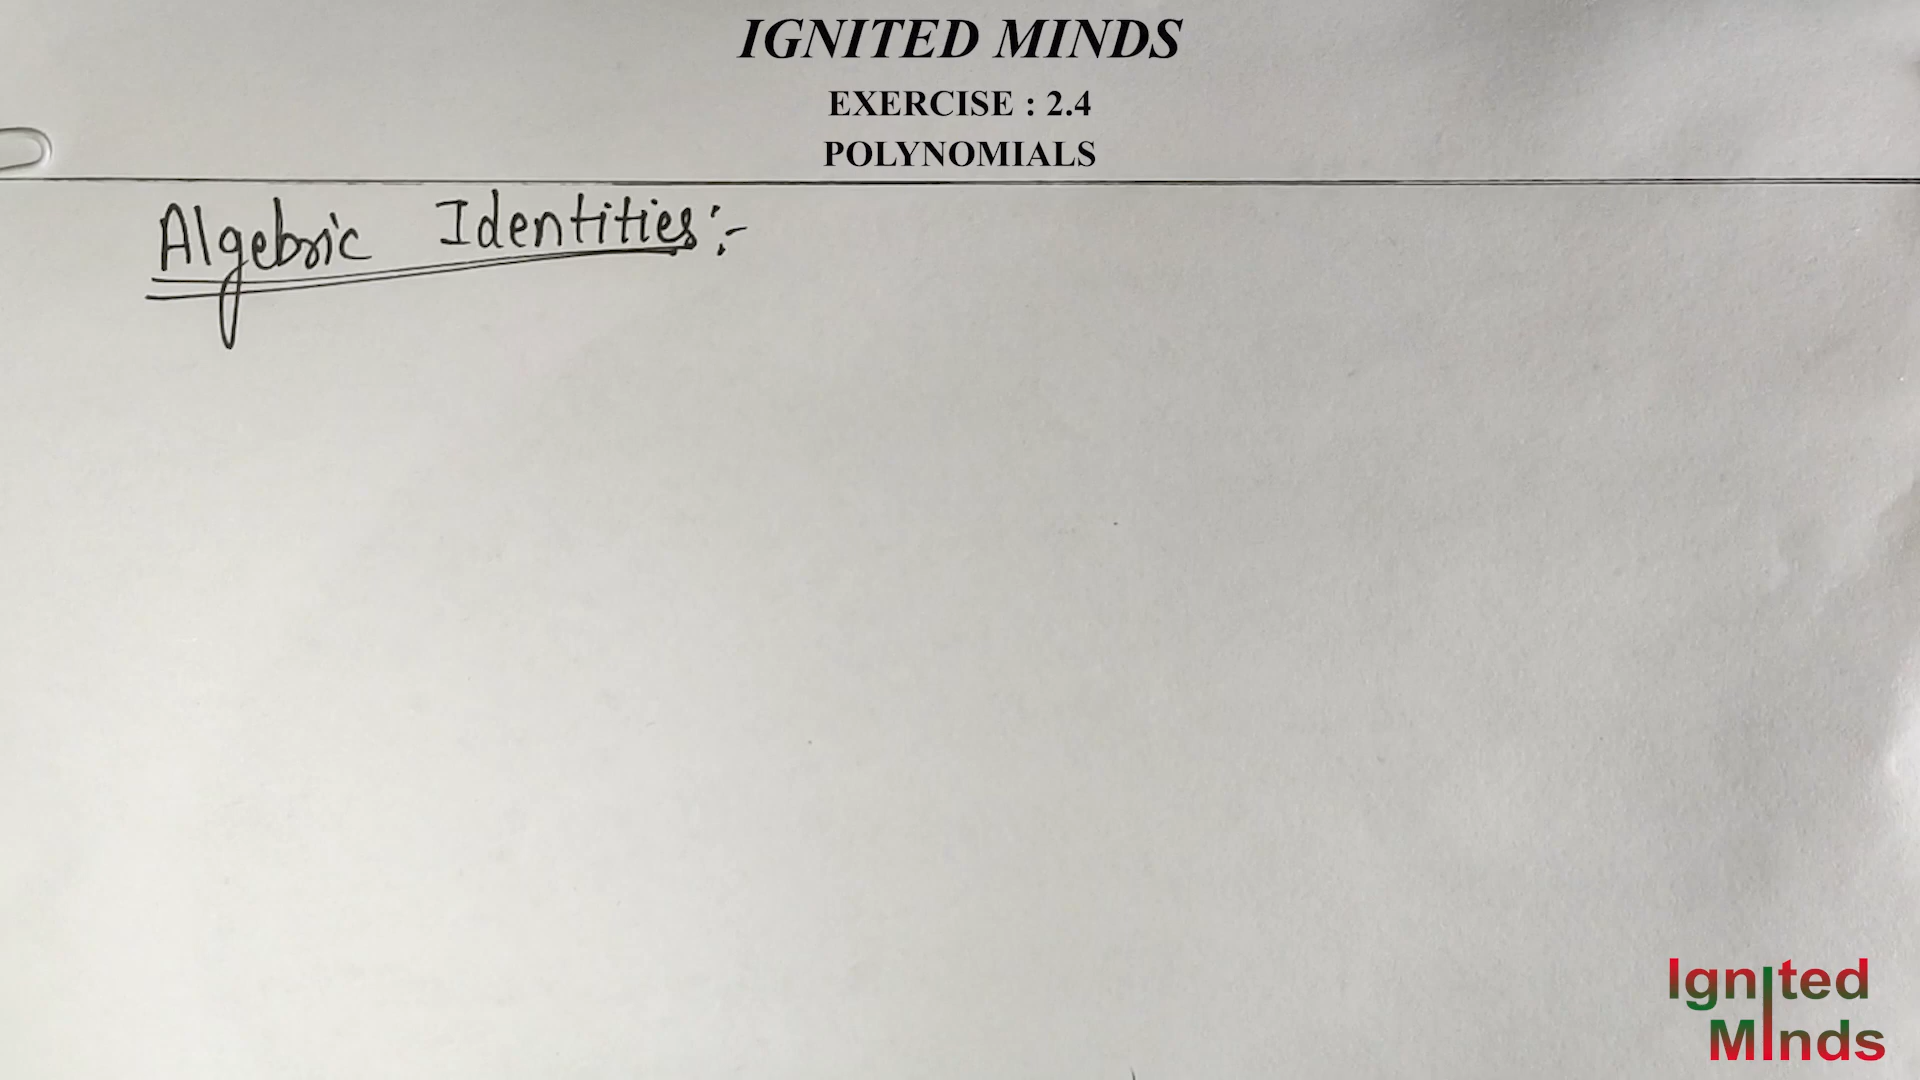 IGNITED MINDS
EXERCISE : 2.4
POLYNOMIALS
Algebric Identities :-
Ignited
Minds